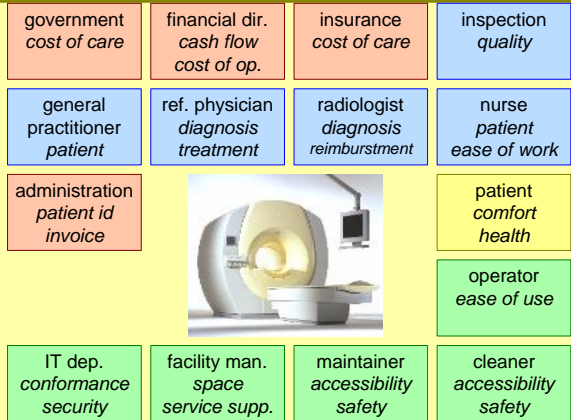 government
cost of care
financial dir.
cash flow
cost of op.
insurance
cost of care
inspection
quality
general
practitioner
patient
ref. physician
diagnosis
treatment
radiologist
diagnosis
reimburstment
nurse
patient
ease of work
administration
patient id
invoice
patient
comfort
health
operator
ease of use
IT dep.
conformance
security
facility man.
space
service supp.
maintainer
accessibility
safety
cleaner
accessibility
safety